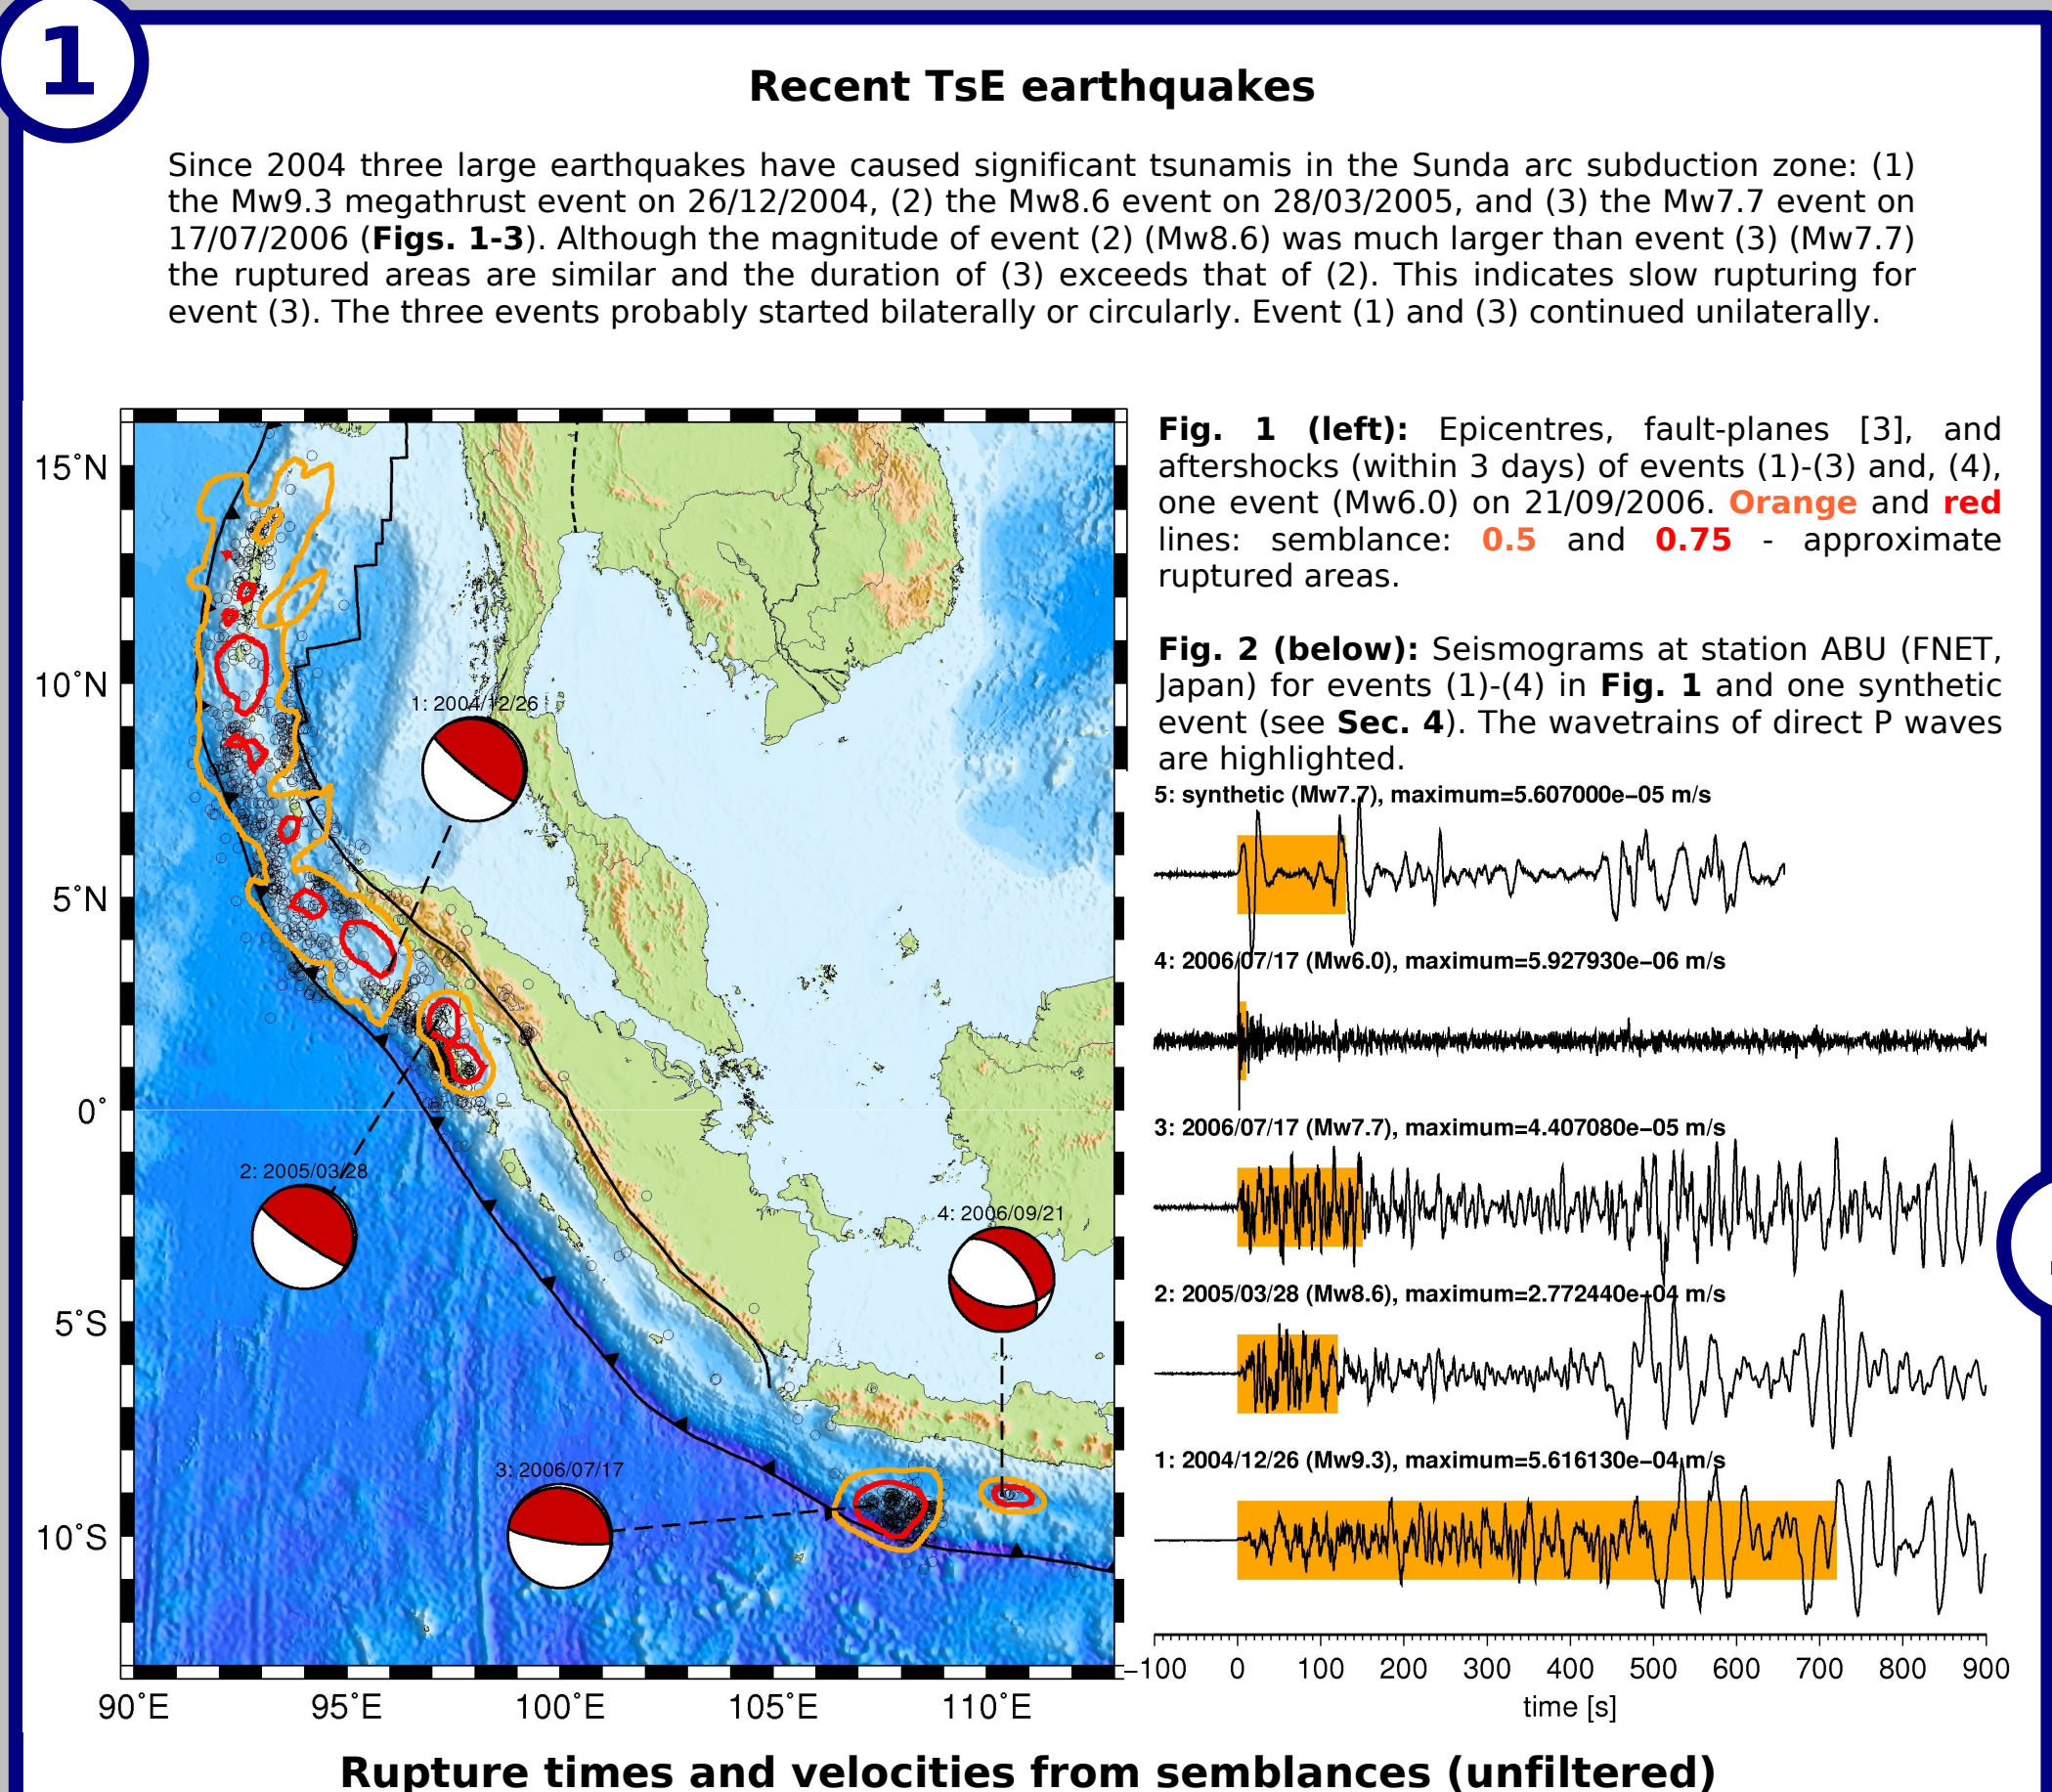 1
Recent TsE earthquakes
Since 2004 three large earthquakes have caused significant tsunamis in the Sunda arc subduction zone: (1)
the Mw9.3 megathrust event on 26/12/2004, (2) the Mw8.6 event on 28/03/2005, and (3) the Mw7.7 event on
17/07/2006 (Figs. 1-3). Although the magnitude of event (2) (Mw8.6) was much larger than event (3) (Mw7.7)
the ruptured areas are similar and the duration of (3) exceeds that of (2). This indicates slow rupturing for
event (3). The three events probably started bilaterally or circularly. Event (1) and (3) continued unilaterally.
15˚N
10˚N
5˚N
0˚
5˚S
10˚S
90˚E
95˚E
100˚E
105˚E
110˚E
1: 2004/12/26
2: 2005/03/28
3: 2006/07/17
4: 2006/09/21
Fig. 1 (left): Epicentres, fault-planes [3], and
aftershocks (within 3 days) of events (1)-(3) and, (4),
one event (Mw6.0) on 21/09/2006. Orange and red
lines: semblance: 0.5 and 0.75 - approximate
ruptured areas.
Fig. 2 (below): Seismograms at station ABU (FNET,
Japan) for events (1)-(4) in Fig. 1 and one synthetic
event (see Sec. 4). The wavetrains of direct P waves
are highlighted.
5: synthetic (Mw7.7), maximum=5.607000e−05 m/s
4: 2006/07/17 (Mw6.0), maximum=5.927930e−06 m/s
3: 2006/07/17 (Mw7.7), maximum=4.407080e−05 m/s
2: 2005/03/28 (Mw8.6), maximum=2.772440e−04 m/s
1: 2004/12/26 (Mw9.3), maximum=5.616130e−04 m/s
−100 0 100 200 300 400 500 600 700 800 900
time [s]
Rupture times and velocities from semblances (unfiltered)